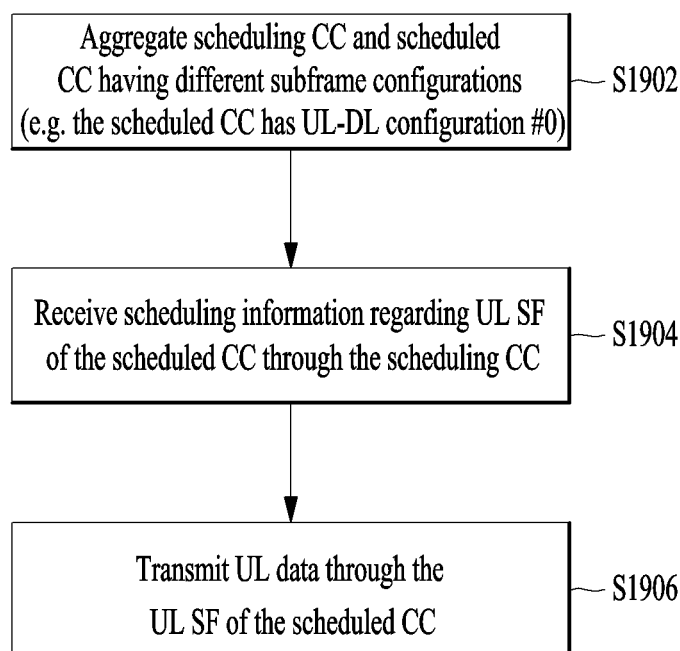 Aggregate scheduling CC and scheduled
CC having different subframe configurations
(e.g. the scheduled CC has UL-DL configuration #0)
S1902
Receive scheduling information regarding UL SF
of the scheduled CC through the scheduling CC
S1904
Transmit UL data through the
UL SF of the scheduled CC
S1906